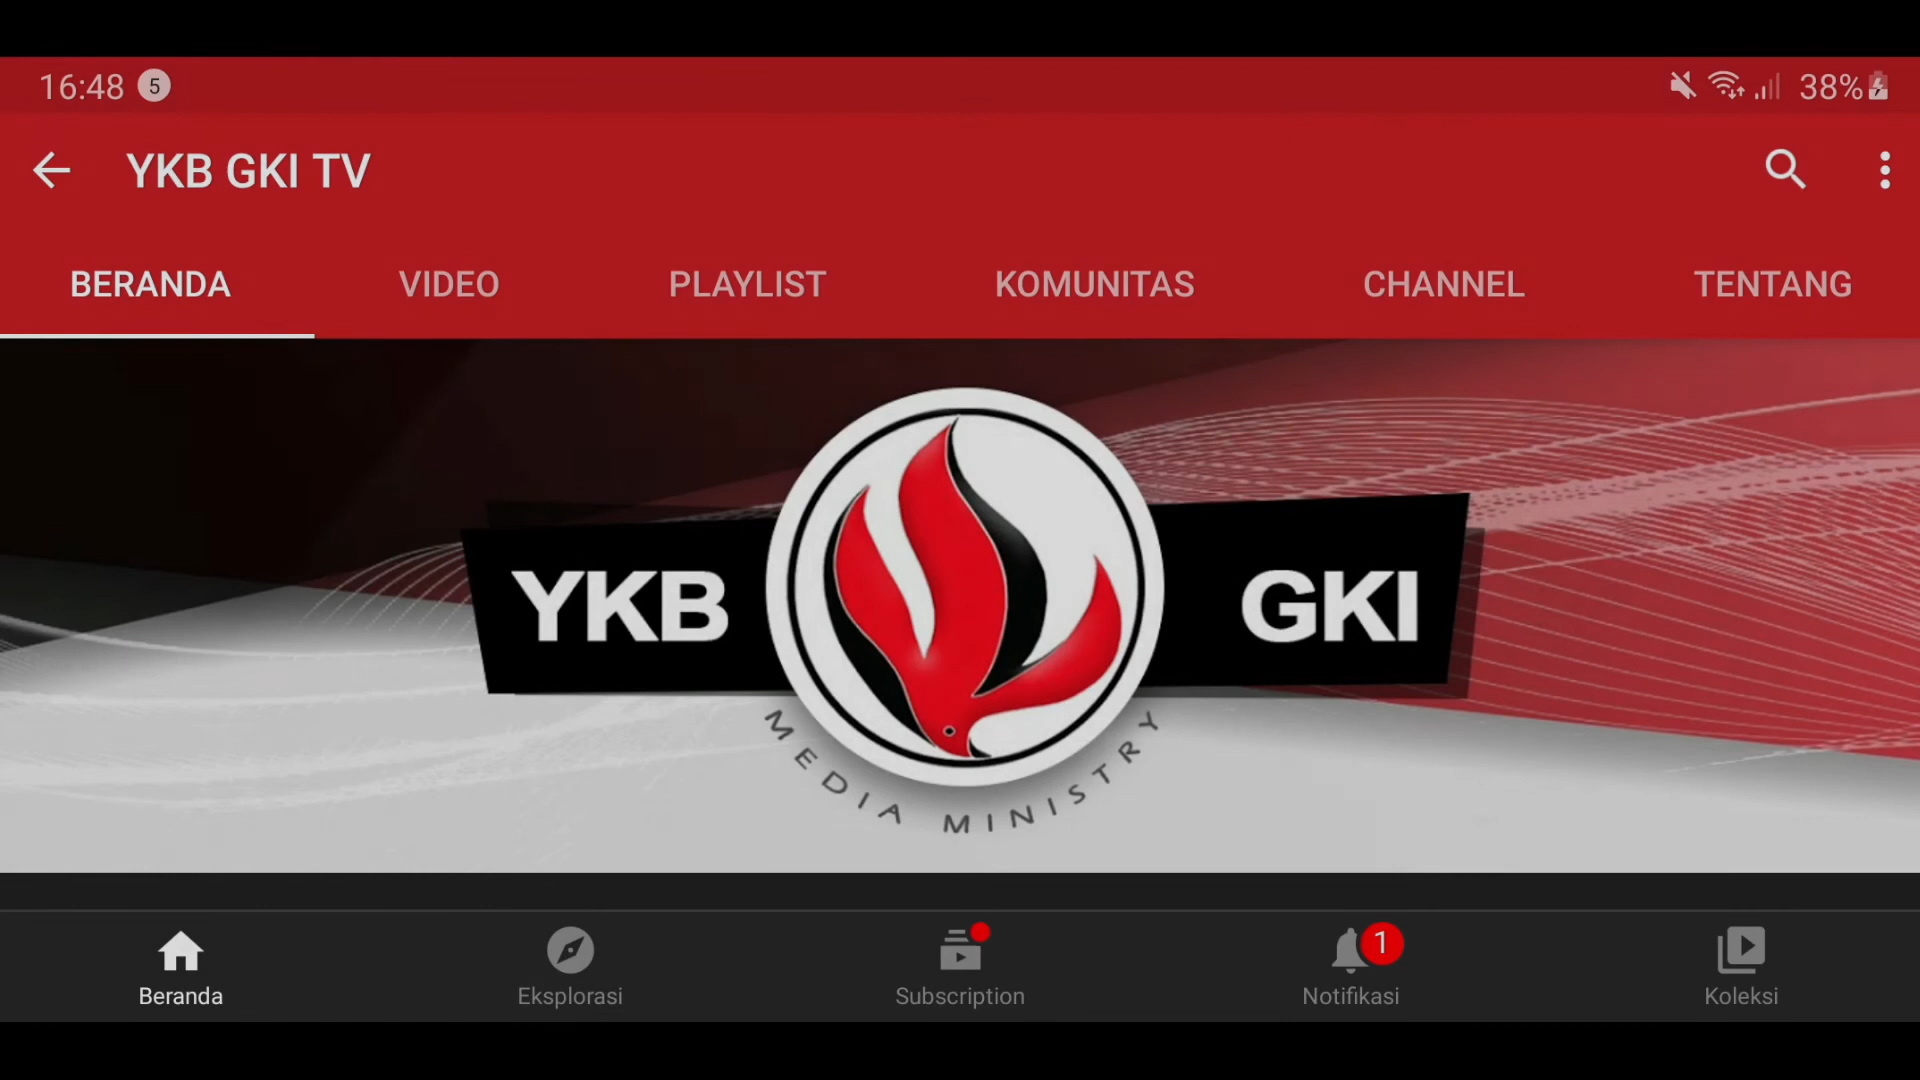 16:48 5 38%
YKB GKI TV
BERANDA VIDEO PLAYLIST KOMUNITAS CHANNEL TENTANG
YKB GKI
MEDIA MINISTRY
1
Beranda Eksplorasi Subscription Notifikasi Koleksi